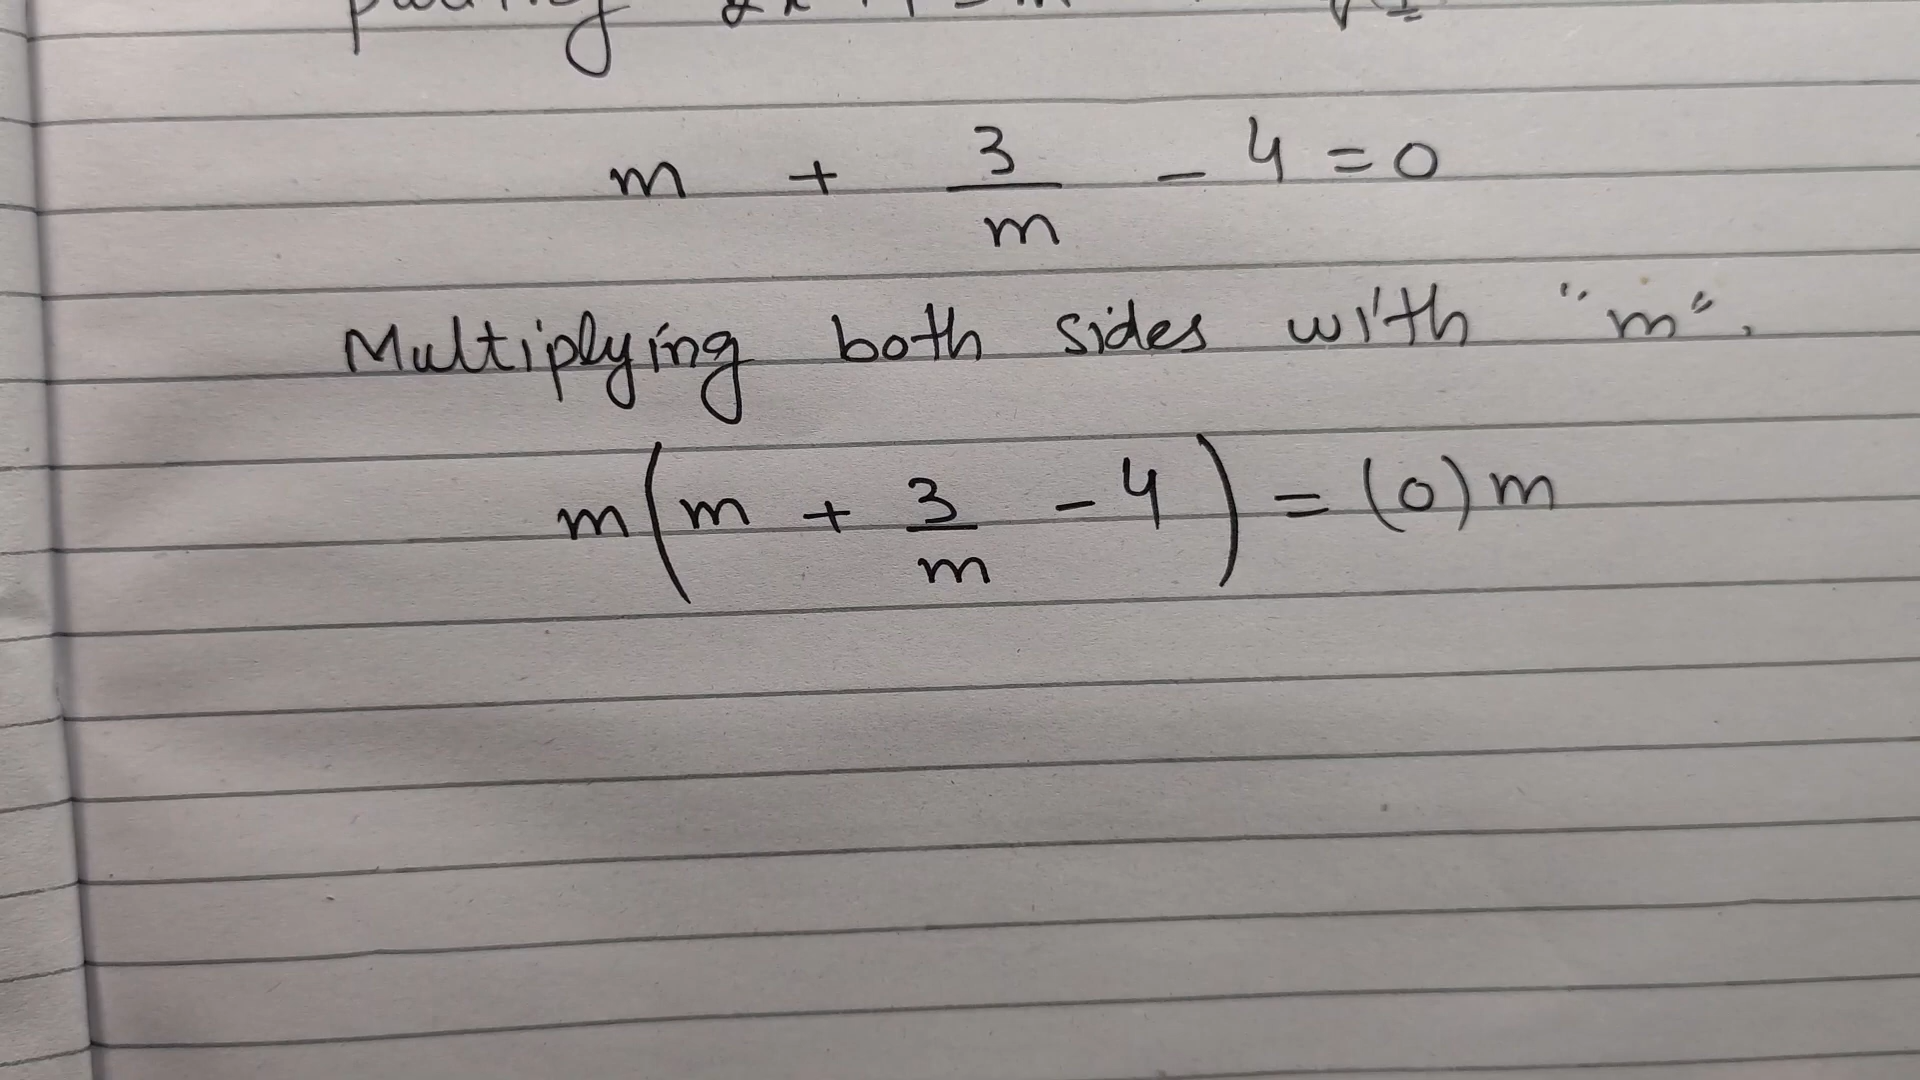 m + 3/m - 4 = 0
Multiplying both sides with "m".
m(m + 3/m - 4) = (0)m